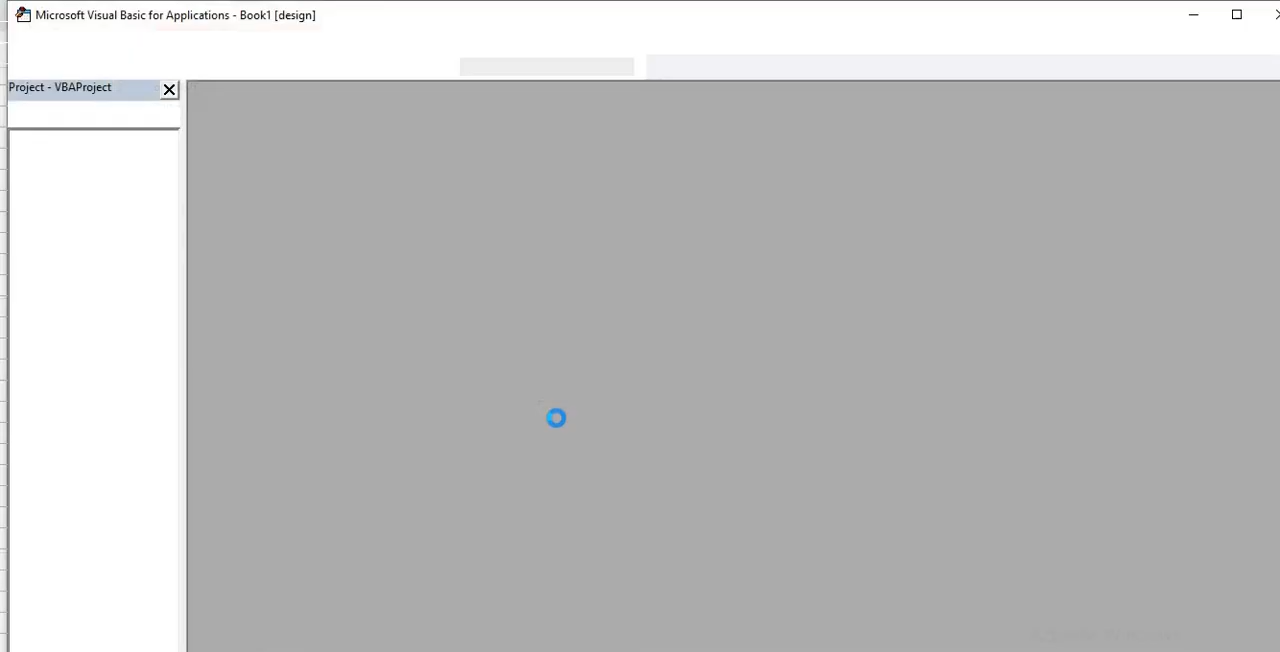 Microsoft Visual Basic for Applications - Book1 [design]
Project - VBAProject